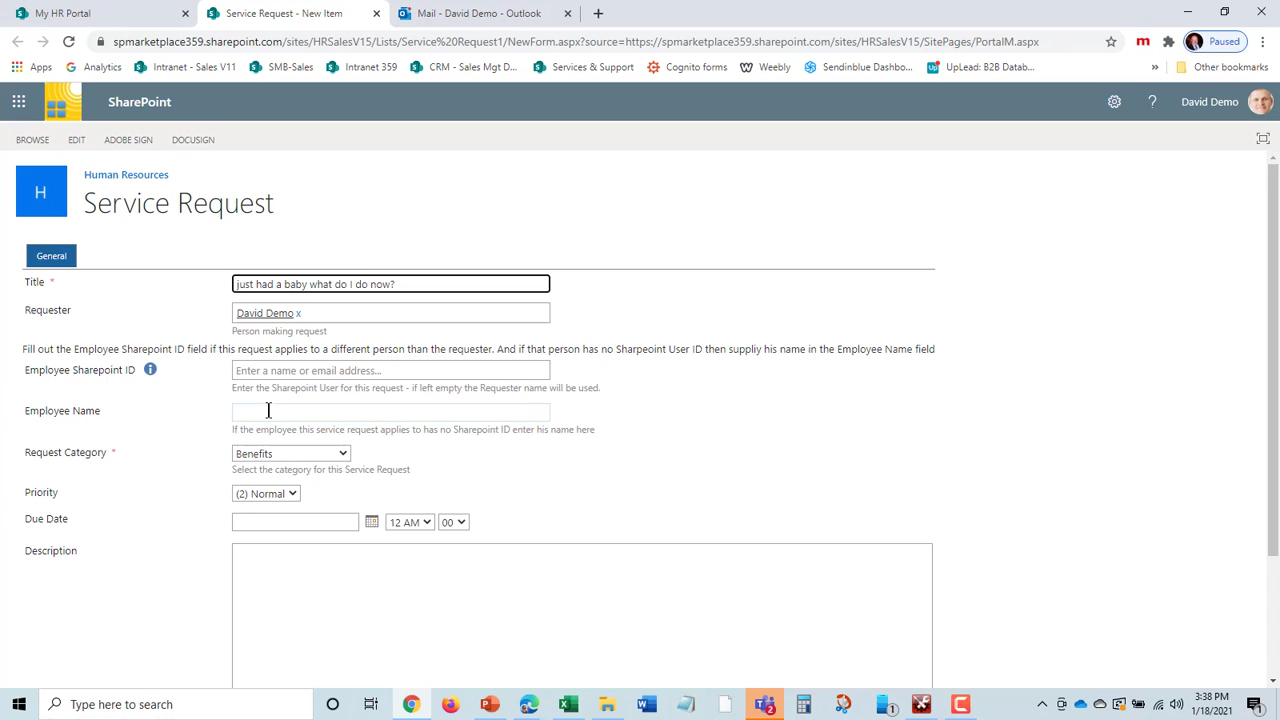 My HR Portal
Service Request - New Item
Mail - David Demo - Outlook
spmarketplace359.sharepoint.com/sites/HRSalesV15/Lists/Service%20Request/NewForm.aspx?source=https://spmarketplace359.sharepoint.com/sites/HRSalesV15/SitePages/PortalM.aspx
Paused
Apps
Analytics
Intranet - Sales V11
SMB-Sales
Intranet 359
CRM - Sales Mgt D...
Services & Support
Cognito forms
Weebly
Sendinblue Dashboa...
UpLead: B2B Datab...
Other bookmarks
SharePoint
David Demo
BROWSE
EDIT
ADOBE SIGN
DOCUSIGN
H
Human Resources
Service Request
General
Title *
just had a baby what do I do now?
Requester
David Demo x
Person making request
Fill out the Employee Sharepoint ID field if this request applies to a different person than the requester. And if that person has no Sharpeoint User ID then suppliy his name in the Employee Name field
Employee Sharepoint ID
Enter a name or email address...
Enter the Sharepoint User for this request - if left empty the Requester name will be used.
Employee Name
If the employee this service request applies to has no Sharepoint ID enter his name here
Request Category *
Benefits
Select the category for this Service Request
Priority
(2) Normal
Due Date
12 AM
00
Description
Type here to search
2
1
3:38 PM
1/18/2021
1